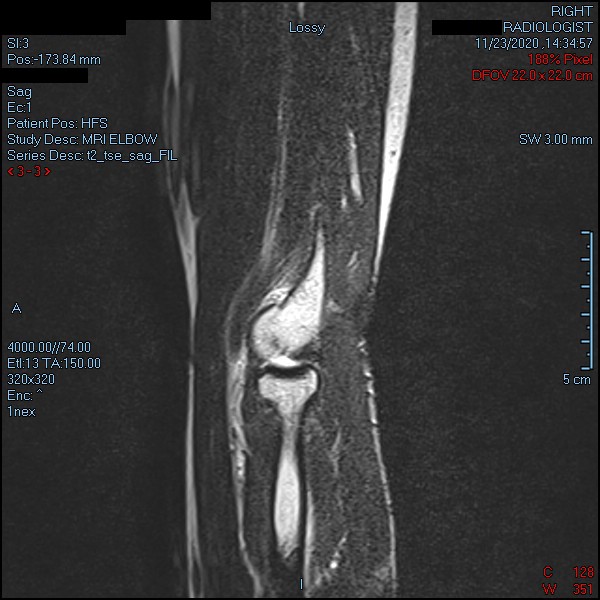 RIGHT
RADIOLOGIST
11/23/2020 ,14:34:57
188% Pixel
DFOV 22.0 x 22.0 cm
Lossy
SI:3
Pos:-173.84 mm
Sag
Ec:1
Patient Pos: HFS
Study Desc: MRI ELBOW
Series Desc: t2_tse_sag_FIL
< 3 - 3 >
SW 3.00 mm
A
4000.00//74.00
Etl:13 TA:150.00
320x320
Enc: ^
1nex
5 cm
I
C 128
W 351